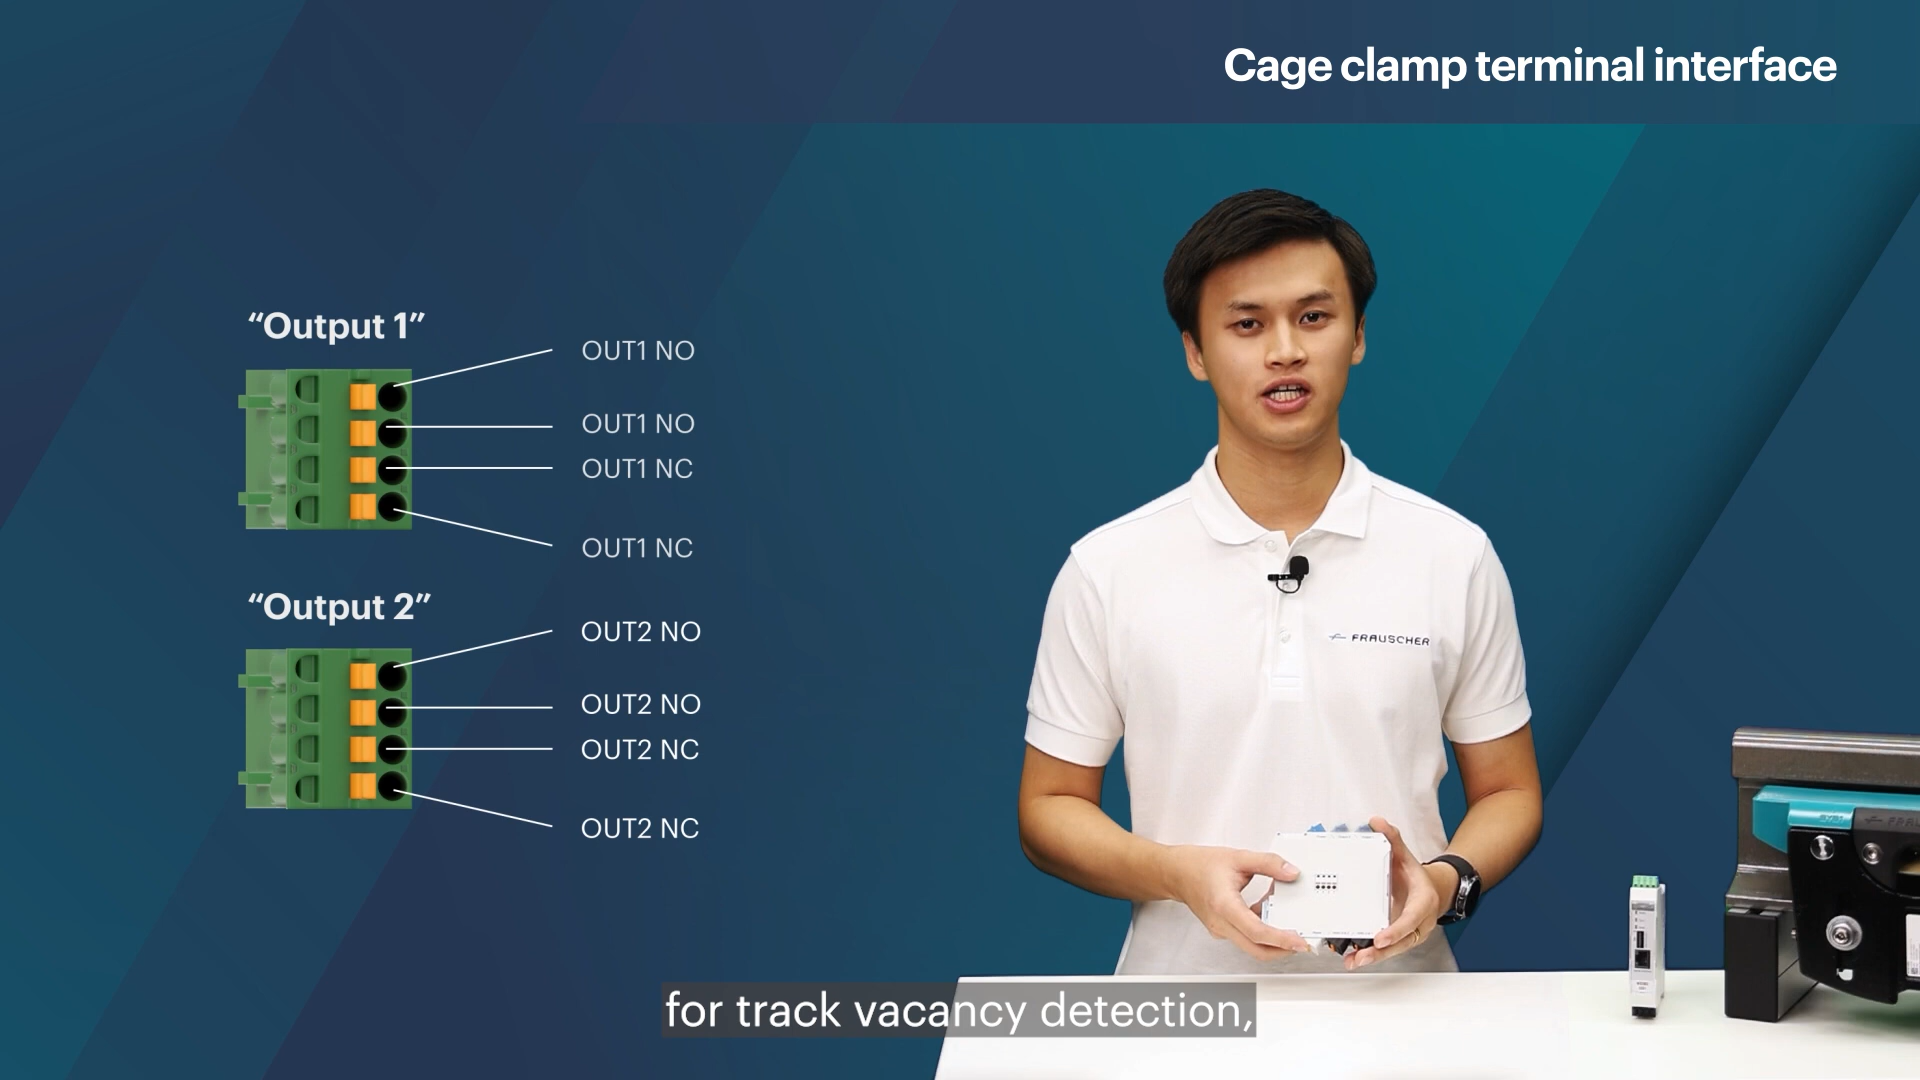 Cage clamp terminal interface
“Output 1”
OUT1 NO
OUT1 NO
OUT1 NC
OUT1 NC
“Output 2”
OUT2 NO
OUT2 NO
OUT2 NC
OUT2 NC
FRAUSCHER
for track vacancy detection,